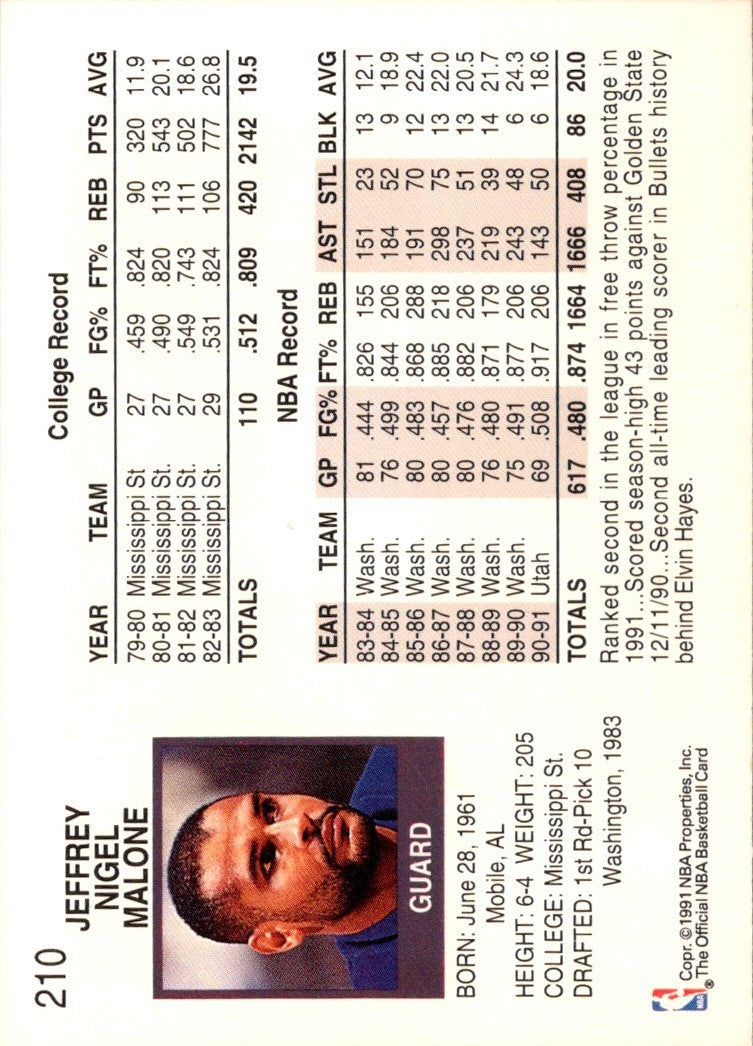 210
JEFFREY
NIGEL
MALONE
GUARD
BORN: June 28, 1961
Mobile, AL
HEIGHT: 6-4 WEIGHT: 205
COLLEGE: Mississippi St.
DRAFTED: 1st Rd-Pick 10
Washington, 1983
NBA
® Copr. © 1991 NBA Properties, Inc.
The Official NBA Basketball Card
College Record
YEAR TEAM GP FG% FT% REB PTS AVG
79-80 Mississippi St 27 .459 .824 90 320 11.9
80-81 Mississippi St. 27 .490 .820 113 543 20.1
81-82 Mississippi St. 27 .549 .743 111 502 18.6
82-83 Mississippi St. 29 .531 .824 106 777 26.8
TOTALS 110 .512 .809 420 2142 19.5
NBA Record
YEAR TEAM GP FG% FT% REB AST STL BLK AVG
83-84 Wash. 81 .444 .826 155 151 23 13 12.1
84-85 Wash. 76 .499 .844 206 184 52 9 18.9
85-86 Wash. 80 .483 .868 288 191 70 12 22.4
86-87 Wash. 80 .457 .885 218 298 75 13 22.0
87-88 Wash. 80 .476 .882 206 237 51 13 20.5
88-89 Wash. 76 .480 .871 179 219 39 14 21.7
89-90 Wash. 75 .491 .877 206 243 48 6 24.3
90-91 Utah 69 .508 .917 206 143 50 6 18.6
TOTALS 617 .480 .874 1664 1666 408 86 20.0
Ranked second in the league in free throw percentage in
1991...Scored season-high 43 points against Golden State
12/11/90...Second all-time leading scorer in Bullets history
behind Elvin Hayes.